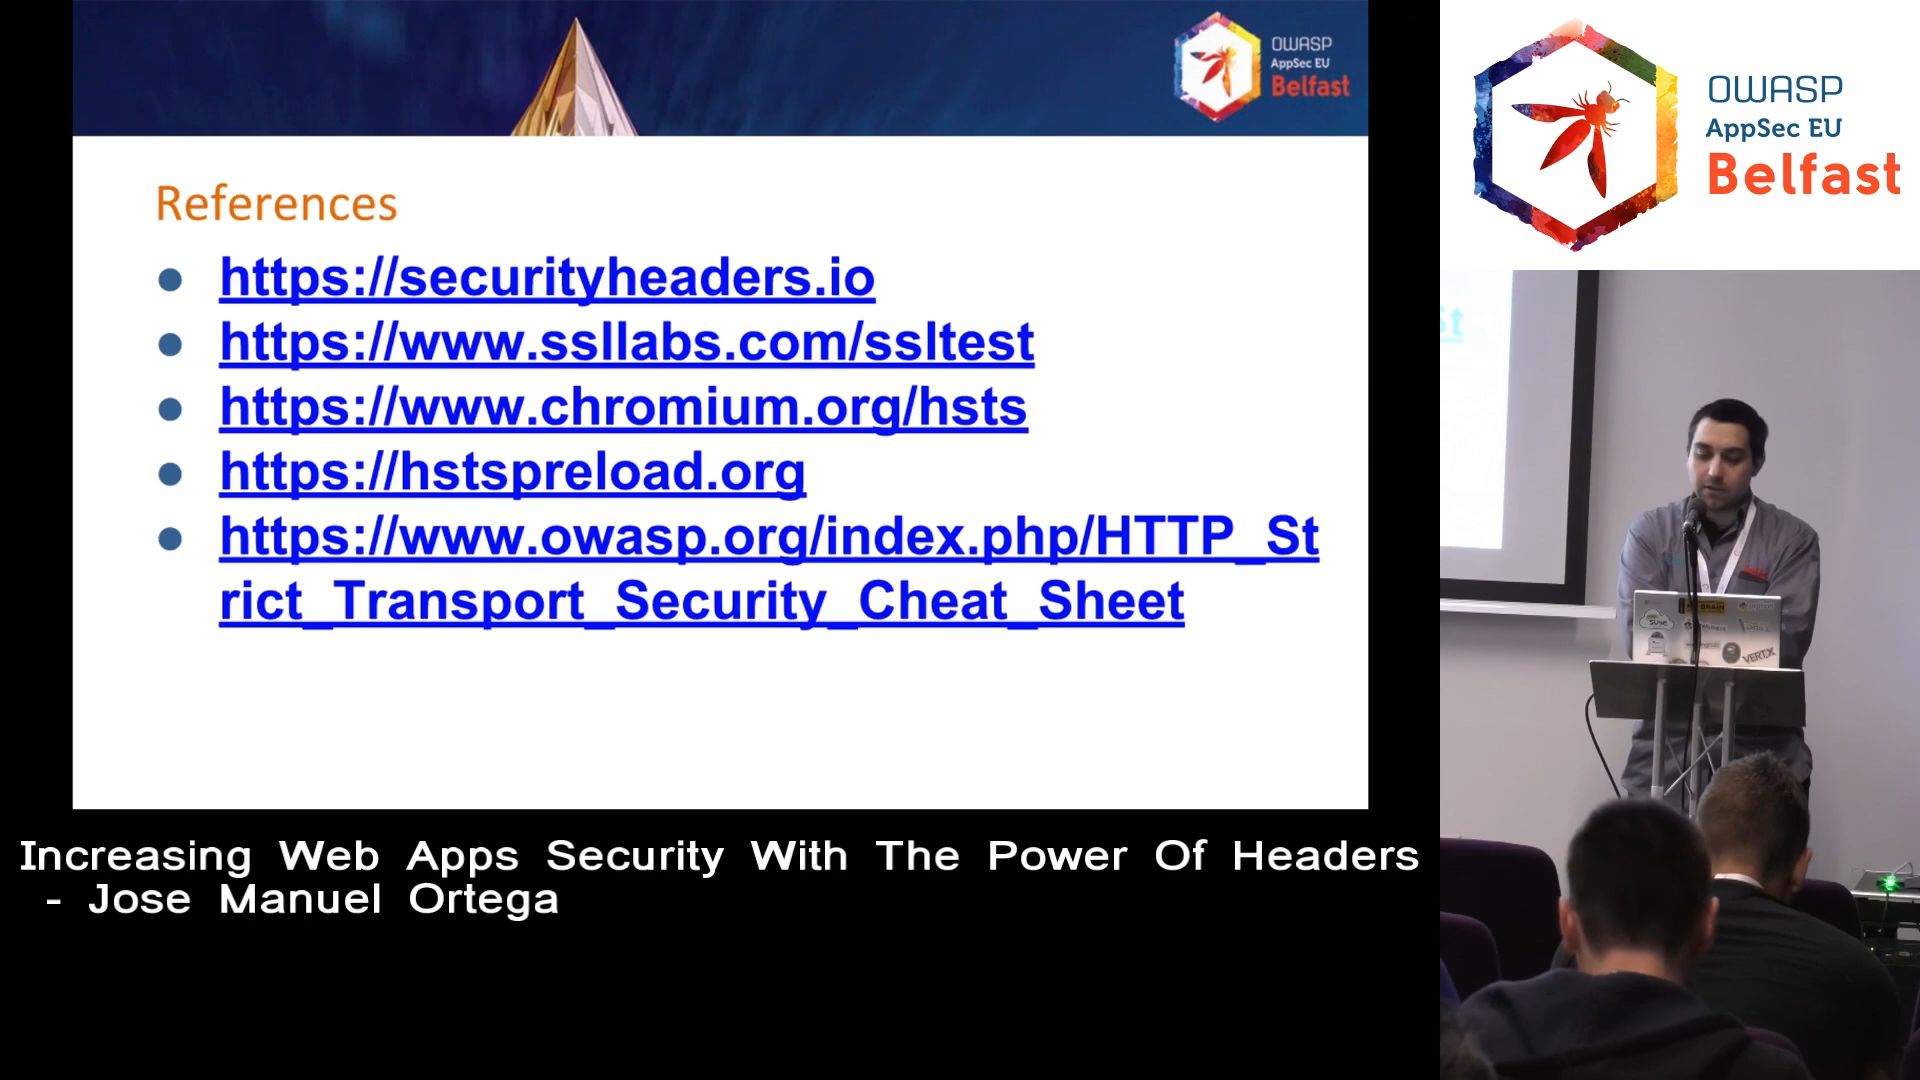 OWASP
AppSec EU
Belfast
References
https://securityheaders.io
https://www.ssllabs.com/ssltest
https://www.chromium.org/hsts
https://hstspreload.org
https://www.owasp.org/index.php/HTTP_St
rict_Transport_Security_Cheat_Sheet
Increasing Web Apps Security With The Power Of Headers
- Jose Manuel Ortega
OWASP
AppSec EU
Belfast
st
VERTX